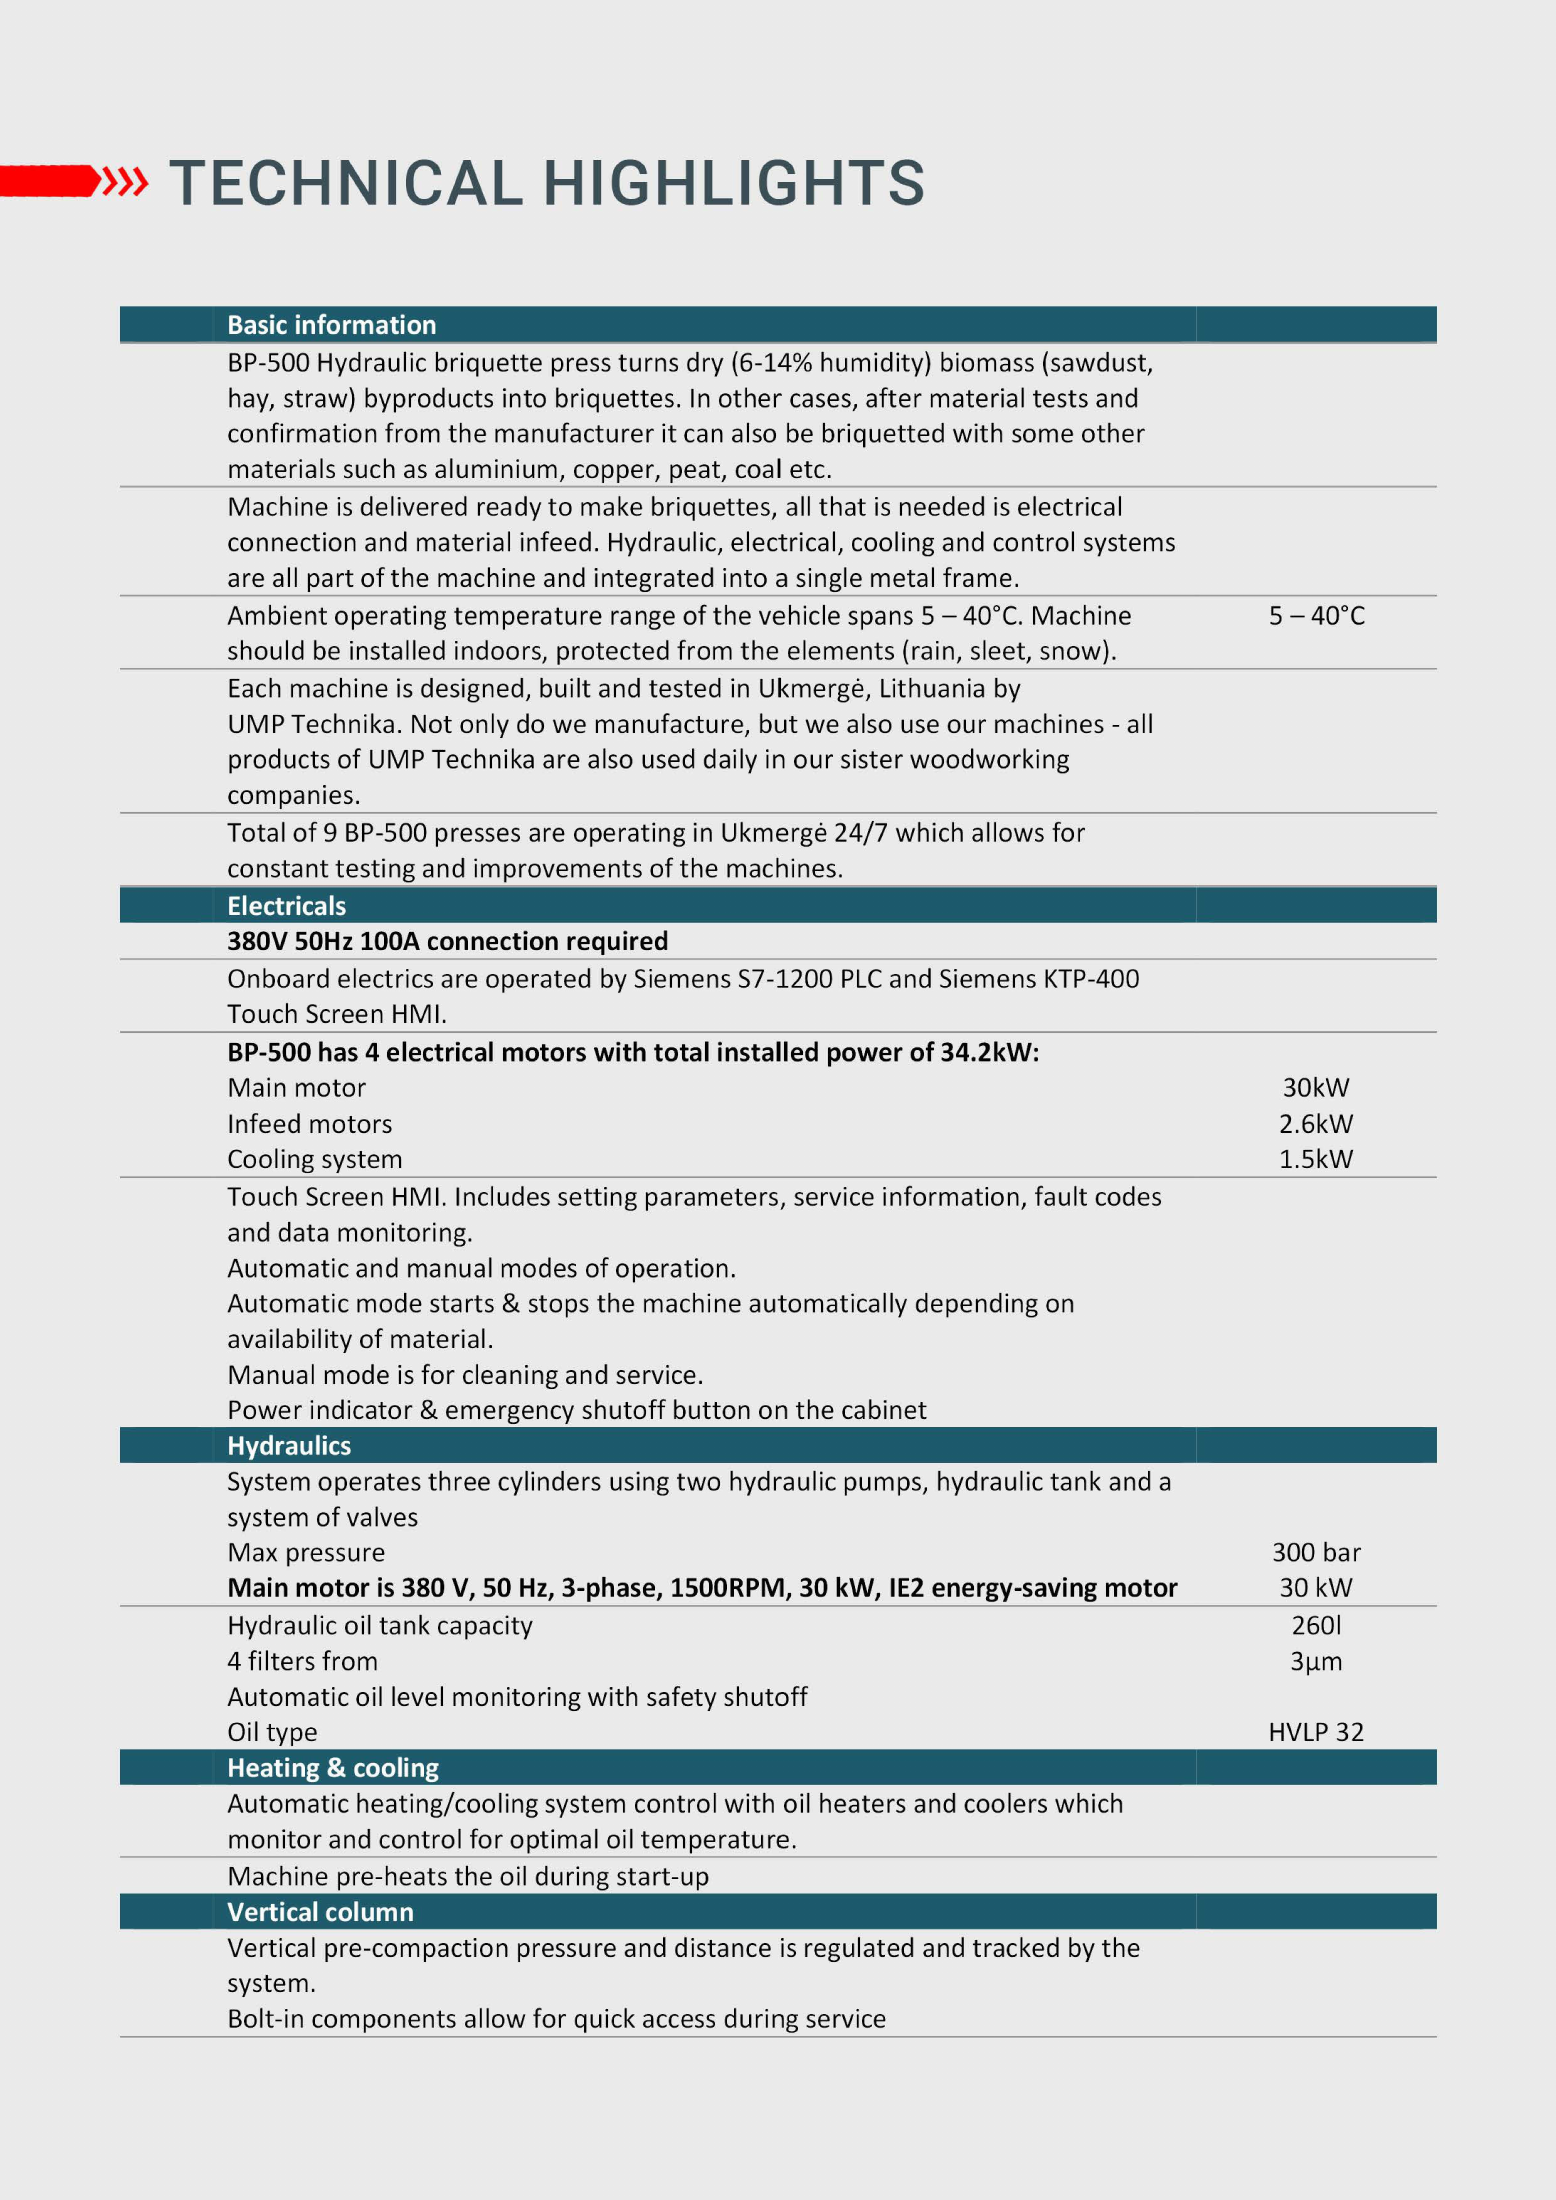 TECHNICAL HIGHLIGHTS
Basic information
BP-500 Hydraulic briquette press turns dry (6-14% humidity) biomass (sawdust,
hay, straw) byproducts into briquettes. In other cases, after material tests and
confirmation from the manufacturer it can also be briquetted with some other
materials such as aluminium, copper, peat, coal etc.
Machine is delivered ready to make briquettes, all that is needed is electrical
connection and material infeed. Hydraulic, electrical, cooling and control systems
are all part of the machine and integrated into a single metal frame.
Ambient operating temperature range of the vehicle spans 5 – 40°C. Machine 5 – 40°C
should be installed indoors, protected from the elements (rain, sleet, snow).
Each machine is designed, built and tested in Ukmergė, Lithuania by
UMP Technika. Not only do we manufacture, but we also use our machines - all
products of UMP Technika are also used daily in our sister woodworking
companies.
Total of 9 BP-500 presses are operating in Ukmergė 24/7 which allows for
constant testing and improvements of the machines.
Electricals
380V 50Hz 100A connection required
Onboard electrics are operated by Siemens S7-1200 PLC and Siemens KTP-400
Touch Screen HMI.
BP-500 has 4 electrical motors with total installed power of 34.2kW:
Main motor 30kW
Infeed motors 2.6kW
Cooling system 1.5kW
Touch Screen HMI. Includes setting parameters, service information, fault codes
and data monitoring.
Automatic and manual modes of operation.
Automatic mode starts & stops the machine automatically depending on
availability of material.
Manual mode is for cleaning and service.
Power indicator & emergency shutoff button on the cabinet
Hydraulics
System operates three cylinders using two hydraulic pumps, hydraulic tank and a
system of valves
Max pressure 300 bar
Main motor is 380 V, 50 Hz, 3-phase, 1500RPM, 30 kW, IE2 energy-saving motor 30 kW
Hydraulic oil tank capacity 260l
4 filters from 3μm
Automatic oil level monitoring with safety shutoff
Oil type HVLP 32
Heating & cooling
Automatic heating/cooling system control with oil heaters and coolers which
monitor and control for optimal oil temperature.
Machine pre-heats the oil during start-up
Vertical column
Vertical pre-compaction pressure and distance is regulated and tracked by the
system.
Bolt-in components allow for quick access during service